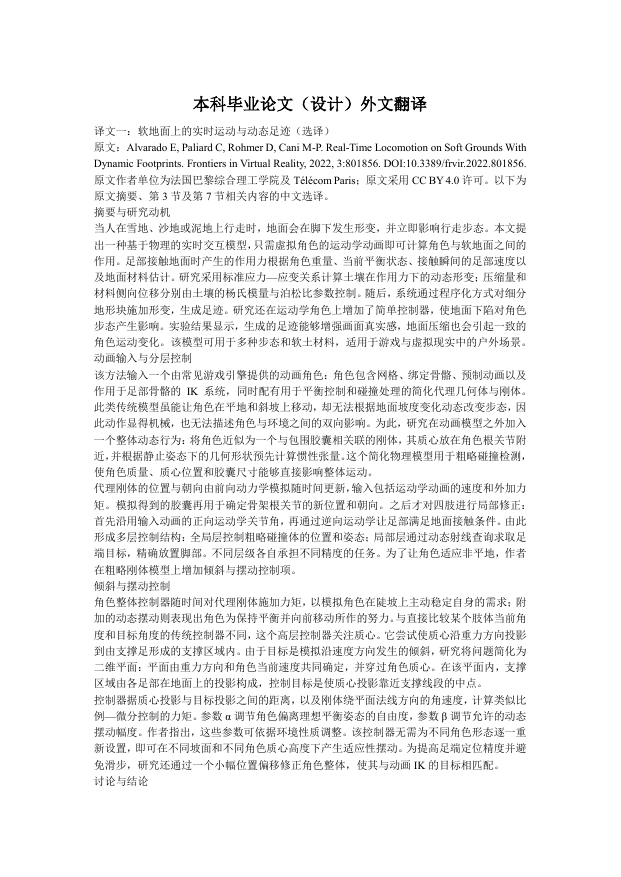 本科毕业论文（设计）外文翻译
译文一：软地面上的实时运动与动态足迹（选译）
原文：Alvarado E, Paliard C, Rohmer D, Cani M-P. Real-Time Locomotion on Soft Grounds With
Dynamic Footprints. Frontiers in Virtual Reality, 2022, 3:801856. DOI:10.3389/frvir.2022.801856.
原文作者单位为法国巴黎综合理工学院及 Télécom Paris；原文采用 CC BY 4.0 许可。以下为
原文摘要、第 3 节及第 7 节相关内容的中文选译。
摘要与研究动机
当人在雪地、沙地或泥地上行走时，地面会在脚下发生形变，并立即影响行走步态。本文提
出一种基于物理的实时交互模型，只需虚拟角色的运动学动画即可计算角色与软地面之间的
作用。足部接触地面时产生的作用力根据角色重量、当前平衡状态、接触瞬间的足部速度以
及地面材料估计。研究采用标准应力—应变关系计算土壤在作用力下的动态形变；压缩量和
材料侧向位移分别由土壤的杨氏模量与泊松比参数控制。随后，系统通过程序化方式对细分
地形块施加形变，生成足迹。研究还在运动学角色上增加了简单控制器，使地面下陷对角色
步态产生影响。实验结果显示，生成的足迹能够增强画面真实感，地面压缩也会引起一致的
角色运动变化。该模型可用于多种步态和软土材料，适用于游戏与虚拟现实中的户外场景。
动画输入与分层控制
该方法输入一个由常见游戏引擎提供的动画角色：角色包含网格、绑定骨骼、预制动画以及
作用于足部骨骼的 IK 系统，同时配有用于平衡控制和碰撞处理的简化代理几何体与刚体。
此类传统模型虽能让角色在平地和斜坡上移动，却无法根据地面坡度变化动态改变步态，因
此动作显得机械，也无法描述角色与环境之间的双向影响。为此，研究在动画模型之外加入
一个整体动态行为：将角色近似为一个与包围胶囊相关联的刚体，其质心放在角色根关节附
近，并根据静止姿态下的几何形状预先计算惯性张量。这个简化物理模型用于粗略碰撞检测，
使角色质量、质心位置和胶囊尺寸能够直接影响整体运动。
代理刚体的位置与朝向由前向动力学模拟随时间更新，输入包括运动学动画的速度和外加力
矩。模拟得到的胶囊再用于确定骨架根关节的新位置和朝向。之后才对四肢进行局部修正：
首先沿用输入动画的正向运动学关节角，再通过逆向运动学让足部满足地面接触条件。由此
形成多层控制结构：全局层控制粗略碰撞体的位置和姿态；局部层通过动态射线查询求取足
端目标，精确放置脚部。不同层级各自承担不同精度的任务。为了让角色适应非平地，作者
在粗略刚体模型上增加倾斜与摆动控制项。
倾斜与摆动控制
角色整体控制器随时间对代理刚体施加力矩，以模拟角色在陡坡上主动稳定自身的需求；附
加的动态摆动则表现出角色为保持平衡并向前移动所作的努力。与直接比较某个肢体当前角
度和目标角度的传统控制器不同，这个高层控制器关注质心。它尝试使质心沿重力方向投影
到由支撑足形成的支撑区域内。由于目标是模拟沿速度方向发生的倾斜，研究将问题简化为
二维平面：平面由重力方向和角色当前速度共同确定，并穿过角色质心。在该平面内，支撑
区域由各足部在地面上的投影构成，控制目标是使质心投影靠近支撑线段的中点。
控制器据质心投影与目标投影之间的距离，以及刚体绕平面法线方向的角速度，计算类似比
例—微分控制的力矩。参数 α 调节角色偏离理想平衡姿态的自由度，参数 β 调节允许的动态
摆动幅度。作者指出，这些参数可依据环境性质调整。该控制器无需为不同角色形态逐一重
新设置，即可在不同坡面和不同角色质心高度下产生适应性摆动。为提高足端定位精度并避
免滑步，研究还通过一个小幅位置偏移修正角色整体，使其与动画 IK 的目标相匹配。
讨论与结论